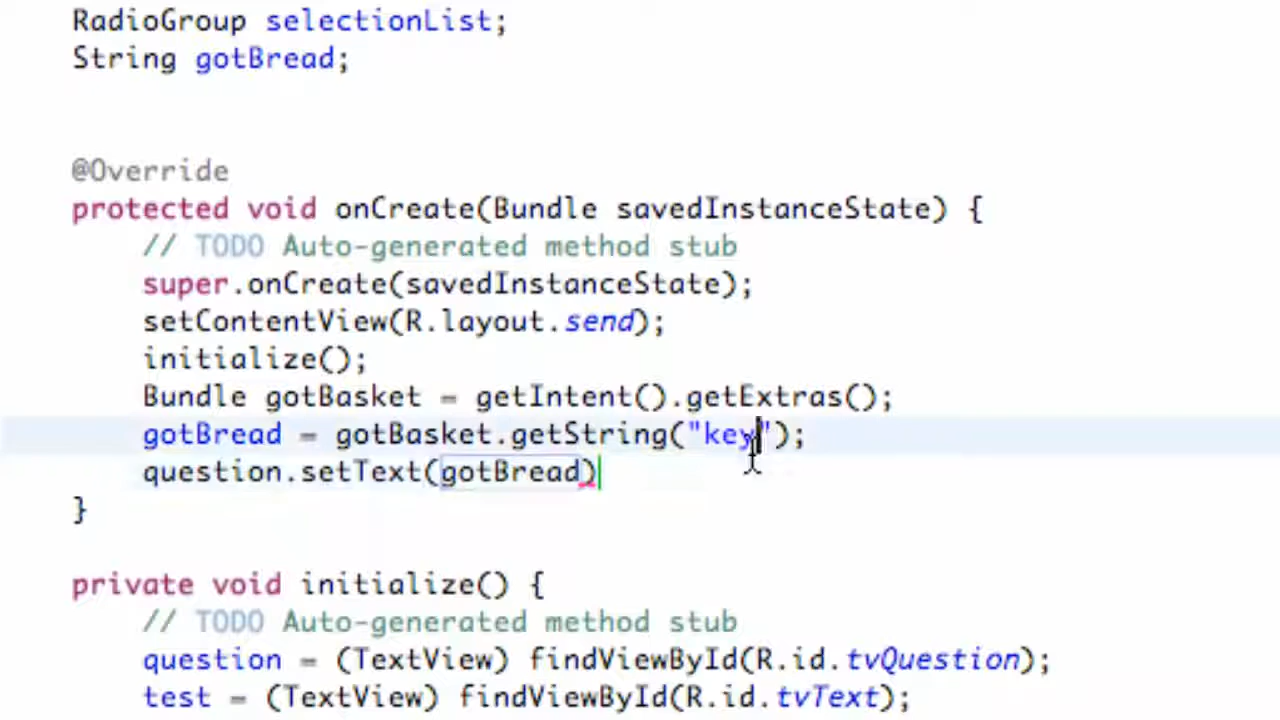 RadioGroup selectionList;
String gotBread;
@Override
protected void onCreate(Bundle savedInstanceState) {
// TODO Auto-generated method stub
super.onCreate(savedInstanceState);
setContentView(R.layout.send);
initialize();
Bundle gotBasket = getIntent().getExtras();
gotBread = gotBasket.getString("key");
question.setText(gotBread)
}
private void initialize() {
// TODO Auto-generated method stub
question = (TextView) findViewById(R.id.tvQuestion);
test = (TextView) findViewById(R.id.tvText);